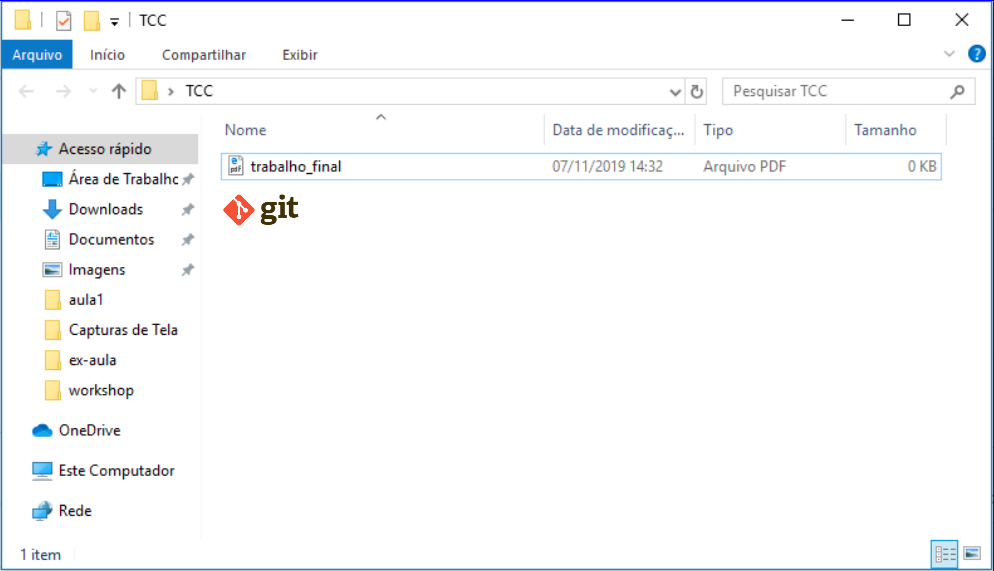 TCC
Arquivo Início Compartilhar Exibir
TCC
Pesquisar TCC
Nome Data de modificaç... Tipo Tamanho
trabalho_final 07/11/2019 14:32 Arquivo PDF 0 KB
git
Acesso rápido
Área de Trabalho
Downloads
Documentos
Imagens
aula1
Capturas de Tela
ex-aula
workshop
OneDrive
Este Computador
Rede
1 item